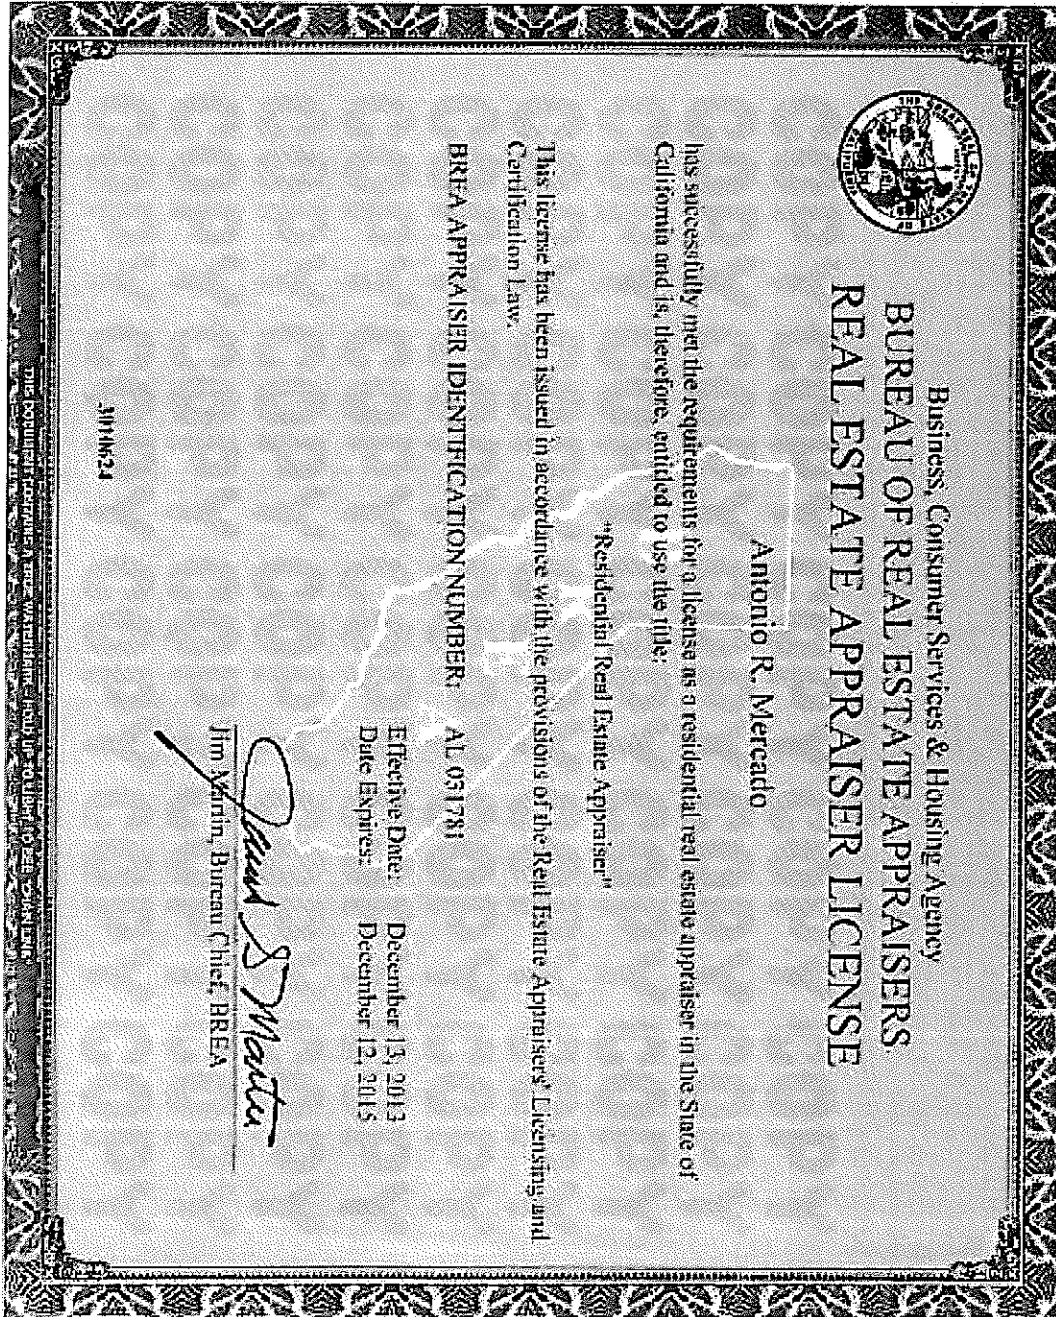 Business, Consumer Services & Housing Agency
BUREAU OF REAL ESTATE APPRAISERS
REAL ESTATE APPRAISER LICENSE
Antonio R. Mercado
has successfully met the requirements for a license as a residential real estate appraiser in the State of
California and is, therefore, entitled to use the title:
"Residential Real Estate Appraiser"
This license has been issued in accordance with the provisions of the Real Estate Appraisers' Licensing and
Certification Law.
BREA APPRAISER IDENTIFICATION NUMBER: AL 031781
Effective Date: December 13, 2013
Date Expires: December 12, 2015
Jim Martin, Bureau Chief, BREA